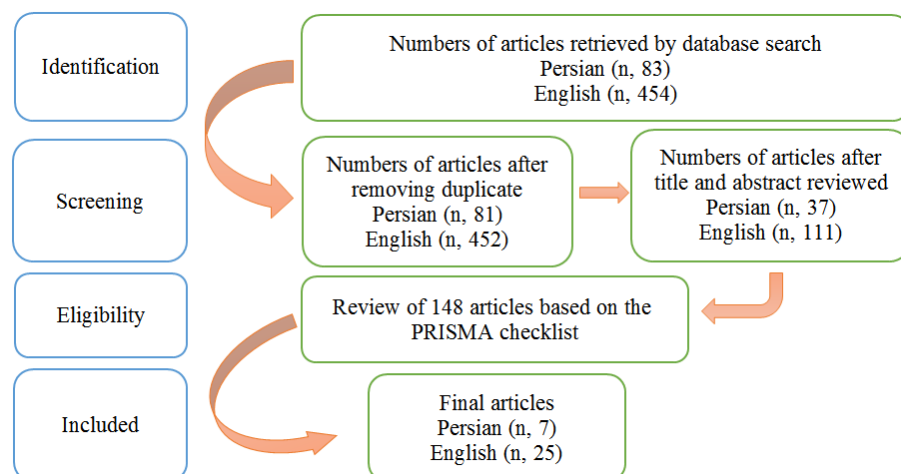 Identification
Numbers of articles retrieved by database search
Persian (n, 83)
English (n, 454)
Screening
Numbers of articles after
removing duplicate
Persian (n, 81)
English (n, 452)
Numbers of articles after
title and abstract reviewed
Persian (n, 37)
English (n, 111)
Eligibility
Review of 148 articles based on the
PRISMA checklist
Included
Final articles
Persian (n, 7)
English (n, 25)